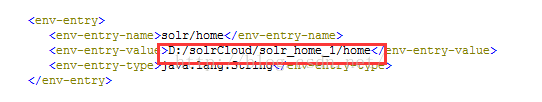 <env-entry>
<env-entry-name>solr/home</env-entry-name>
<env-entry-value>D:/solrCloud/solr_home_1/home</env-entry-value>
<env-entry-type>java.lang.String</env-entry-type>
</env-entry>